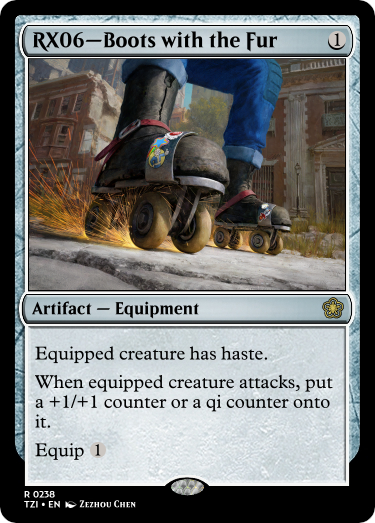 RX06—Boots with the Fur 1
Artifact — Equipment
Equipped creature has haste.
When equipped creature attacks, put
a +1/+1 counter or a qi counter onto
it.
Equip 1
R 0238
TZI • EN Zezhou Chen